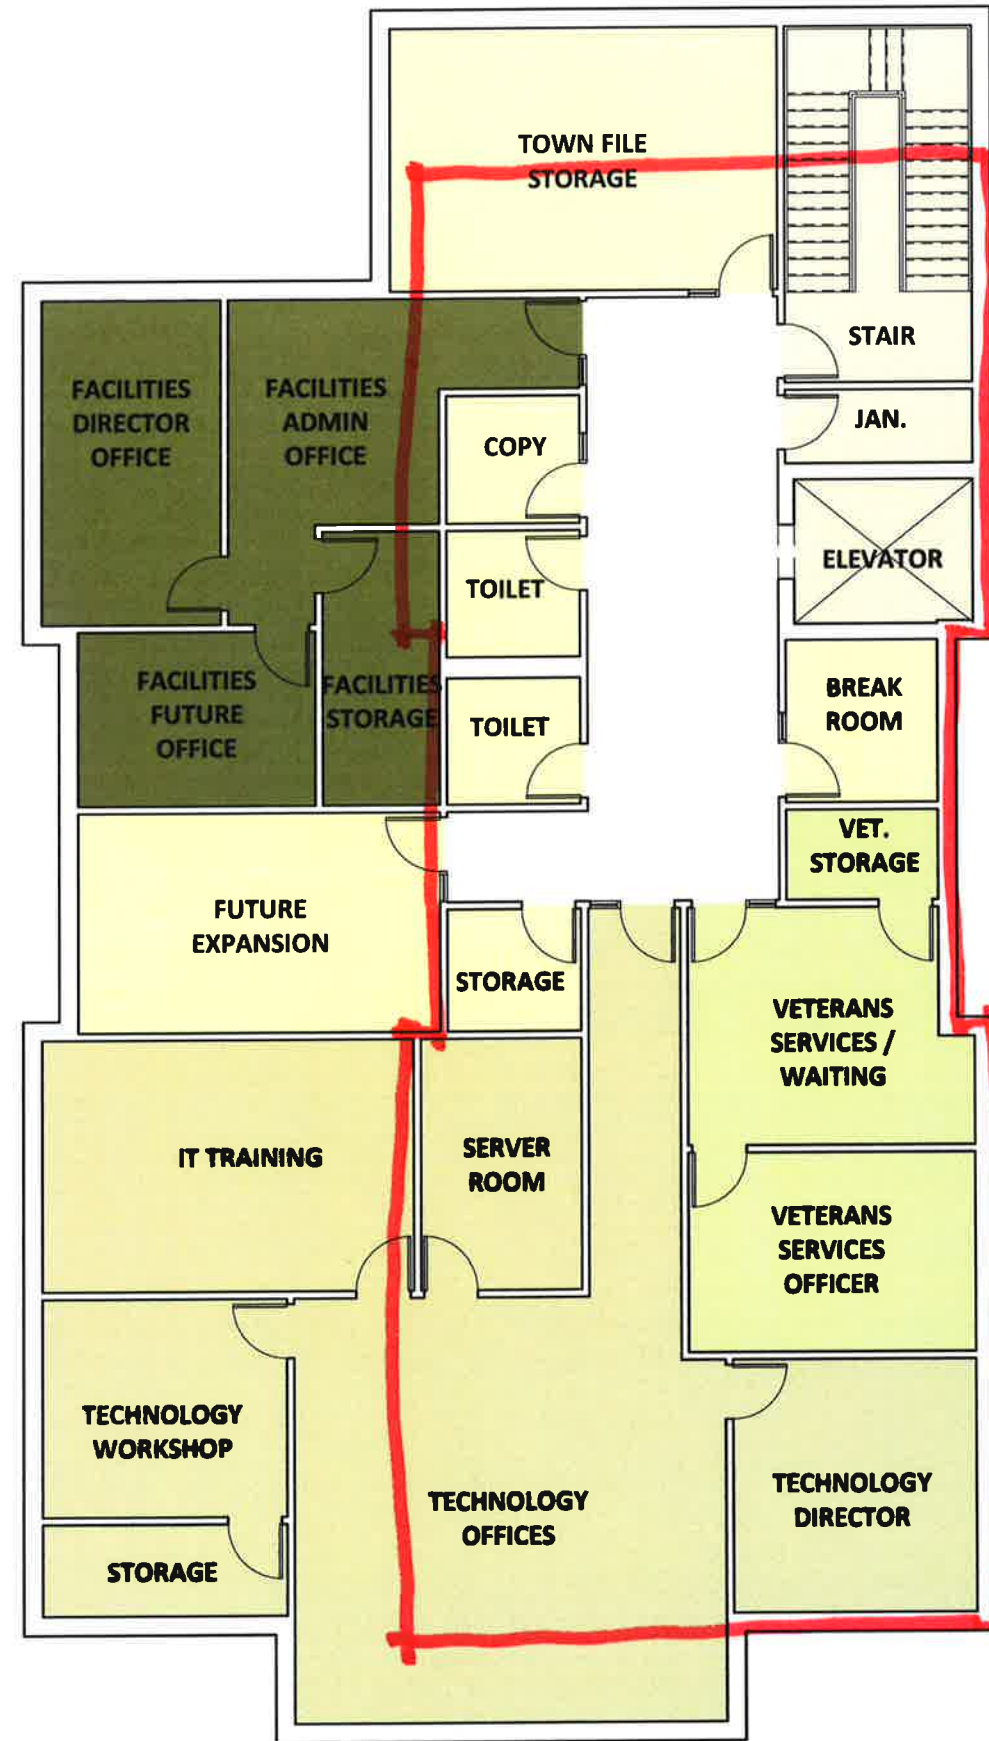 TOWN FILE
STORAGE
STAIR
FACILITIES
DIRECTOR
OFFICE
FACILITIES
ADMIN
OFFICE
COPY
JAN.
TOILET
ELEVATOR
FACILITIES
FUTURE
OFFICE
FACILITIES
STORAGE
TOILET
BREAK
ROOM
VET.
STORAGE
FUTURE
EXPANSION
STORAGE
VETERANS
SERVICES /
WAITING
IT TRAINING
SERVER
ROOM
VETERANS
SERVICES
OFFICER
TECHNOLOGY
WORKSHOP
TECHNOLOGY
OFFICES
TECHNOLOGY
DIRECTOR
STORAGE